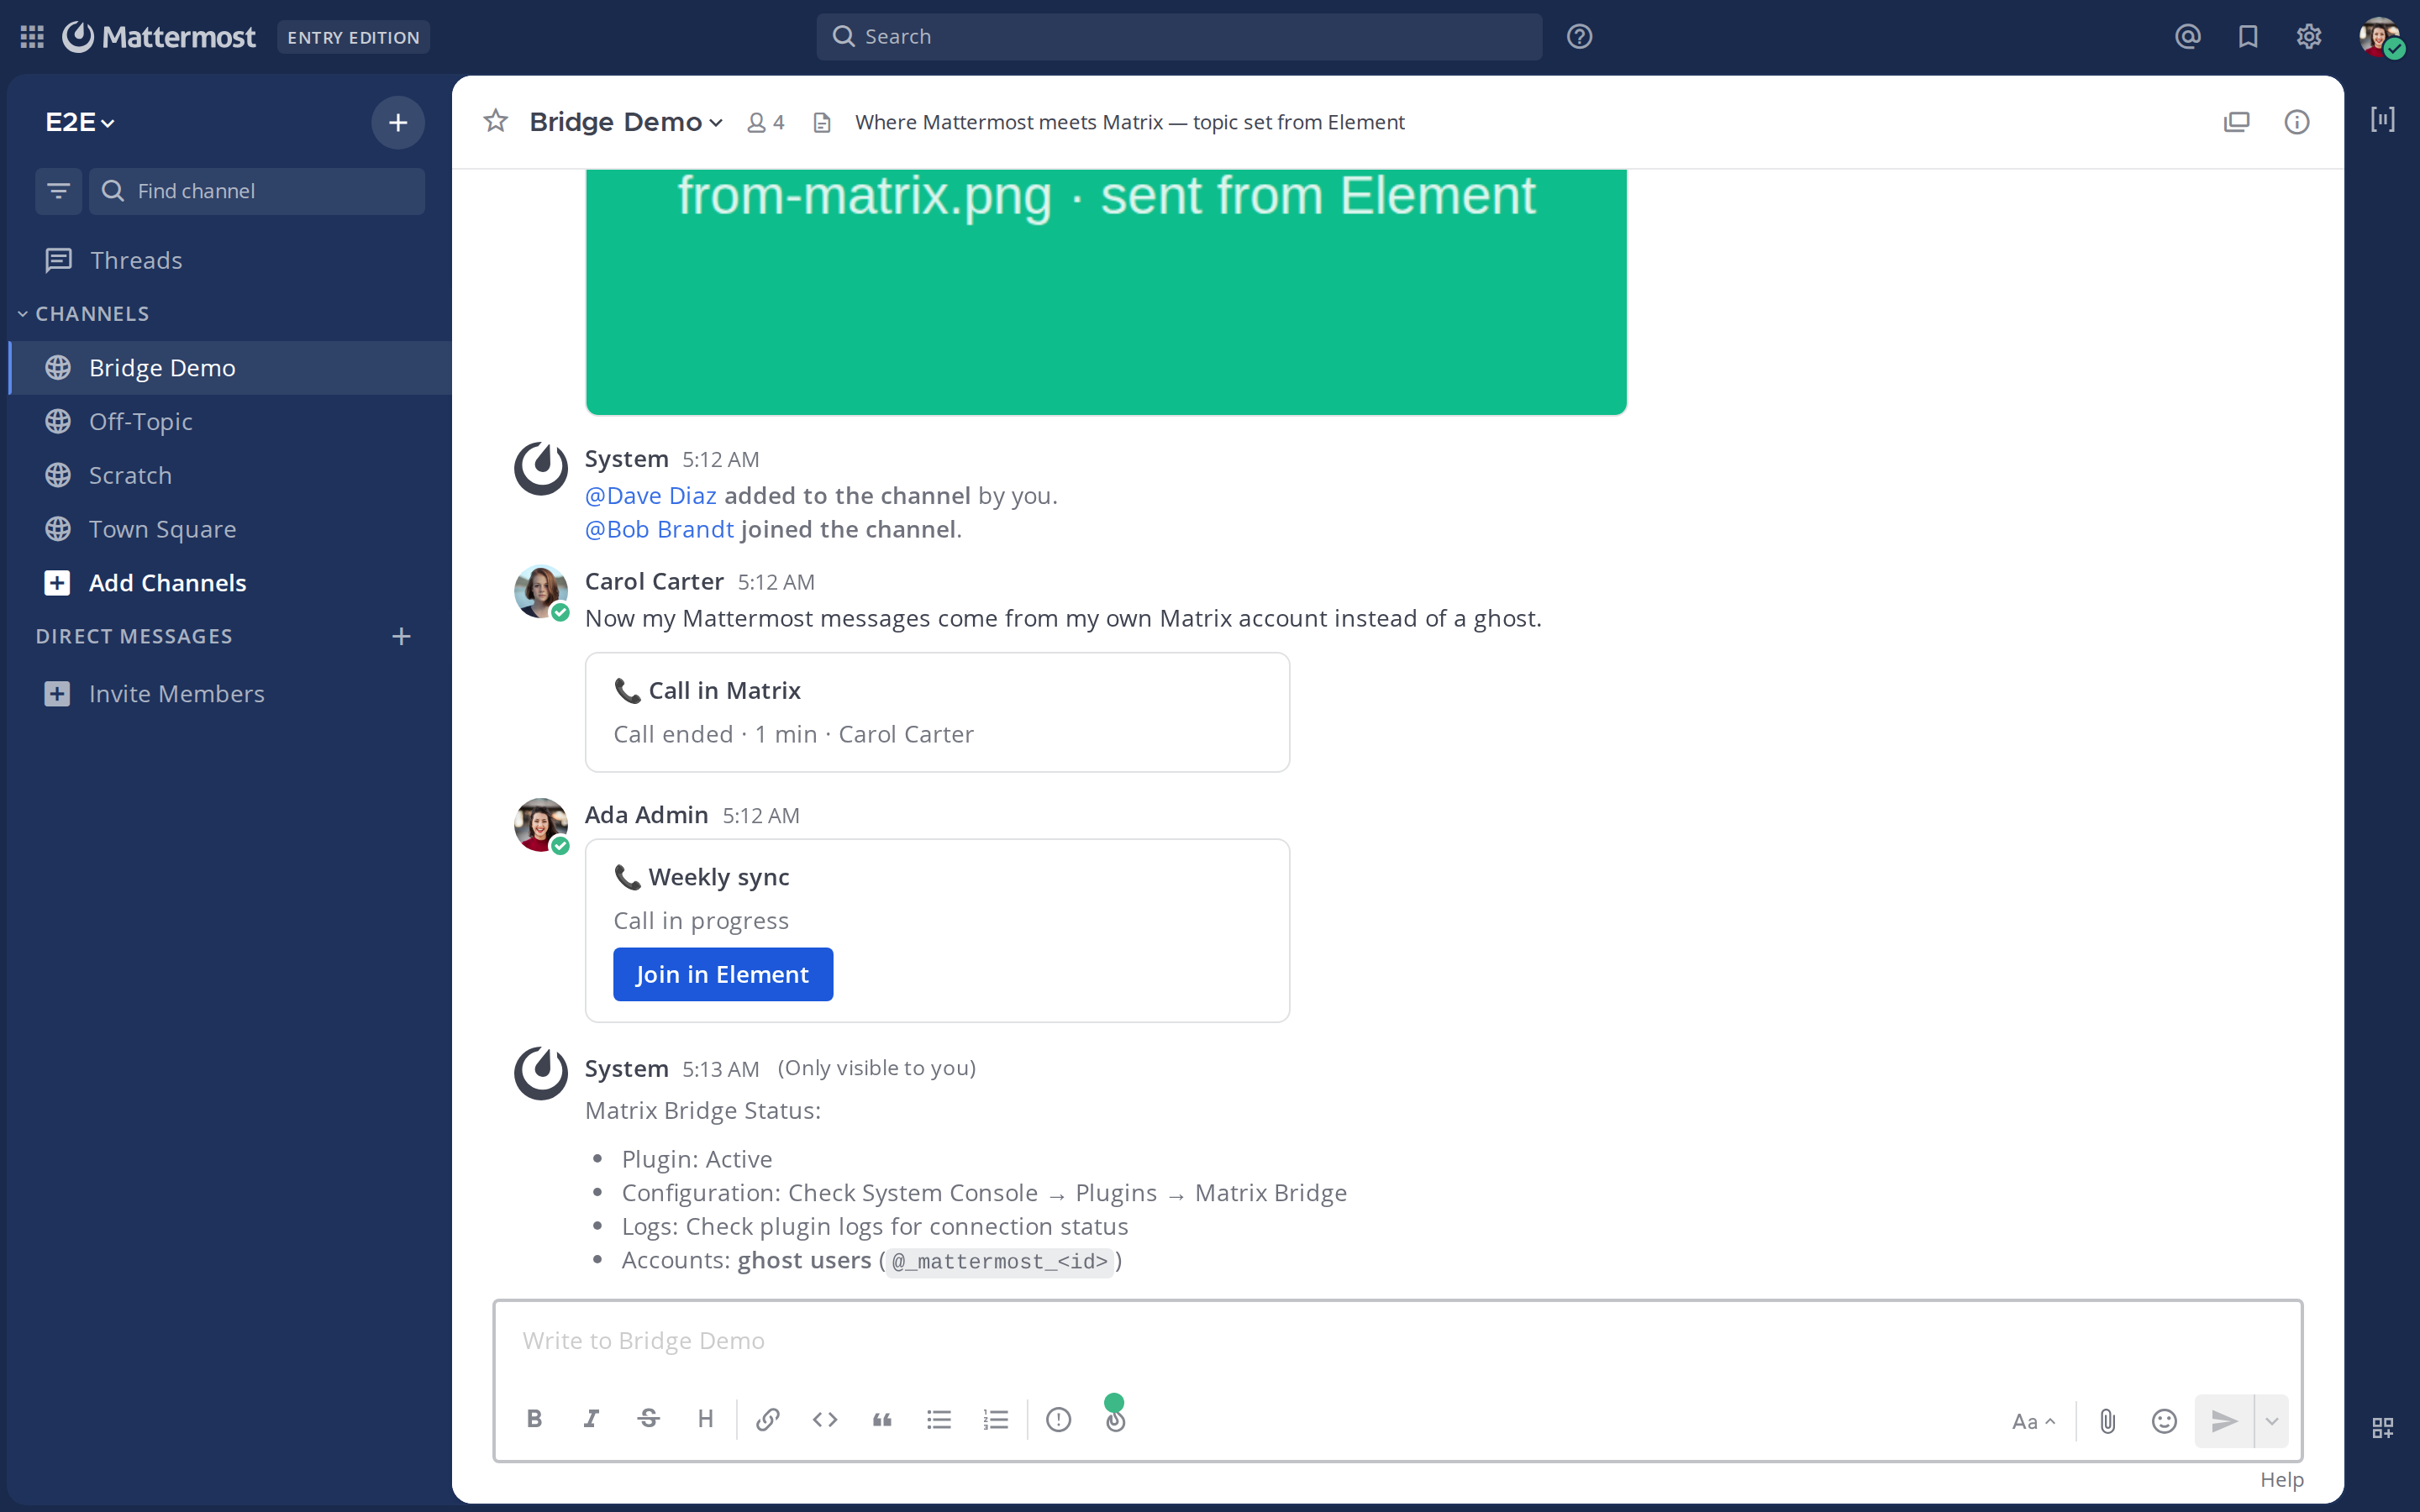 Mattermost
ENTRY EDITION
Search
E2E
Find channel
Threads
CHANNELS
Bridge Demo
Off-Topic
Scratch
Town Square
Add Channels
DIRECT MESSAGES
Invite Members
Bridge Demo
4
Where Mattermost meets Matrix — topic set from Element
from-matrix.png · sent from Element
System 5:12 AM
@Dave Diaz added to the channel by you.
@Bob Brandt joined the channel.
Carol Carter 5:12 AM
Now my Mattermost messages come from my own Matrix account instead of a ghost.
📞 Call in Matrix
Call ended · 1 min · Carol Carter
Ada Admin 5:12 AM
📞 Weekly sync
Call in progress
Join in Element
System 5:13 AM (Only visible to you)
Matrix Bridge Status:
• Plugin: Active
• Configuration: Check System Console → Plugins → Matrix Bridge
• Logs: Check plugin logs for connection status
• Accounts: ghost users (@_mattermost_<id>)
Write to Bridge Demo
B I S H
Aa
Help